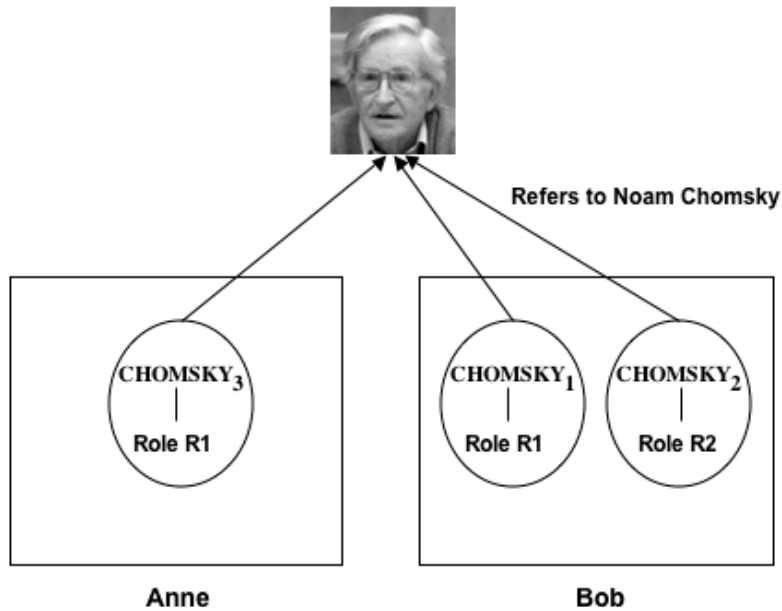 Refers to Noam Chomsky
CHOMSKY3
Role R1
CHOMSKY1
Role R1
CHOMSKY2
Role R2
Anne
Bob